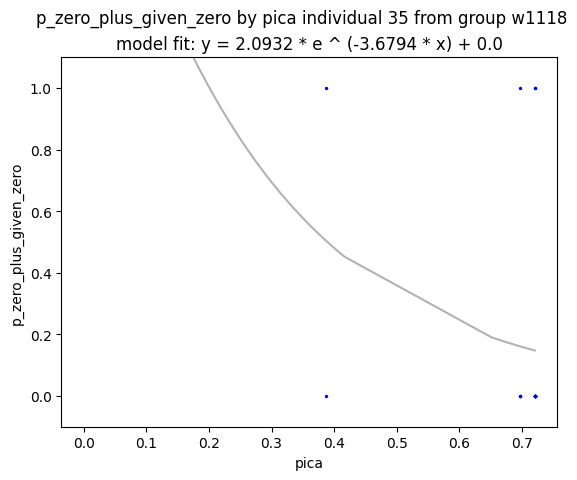 p_zero_plus_given_zero by pica individual 35 from group w1118
model fit: y = 2.0932 * e ^ (-3.6794 * x) + 0.0
p_zero_plus_given_zero
1.0
0.8
0.6
0.4
0.2
0.0
0.0 0.1 0.2 0.3 0.4 0.5 0.6 0.7
pica